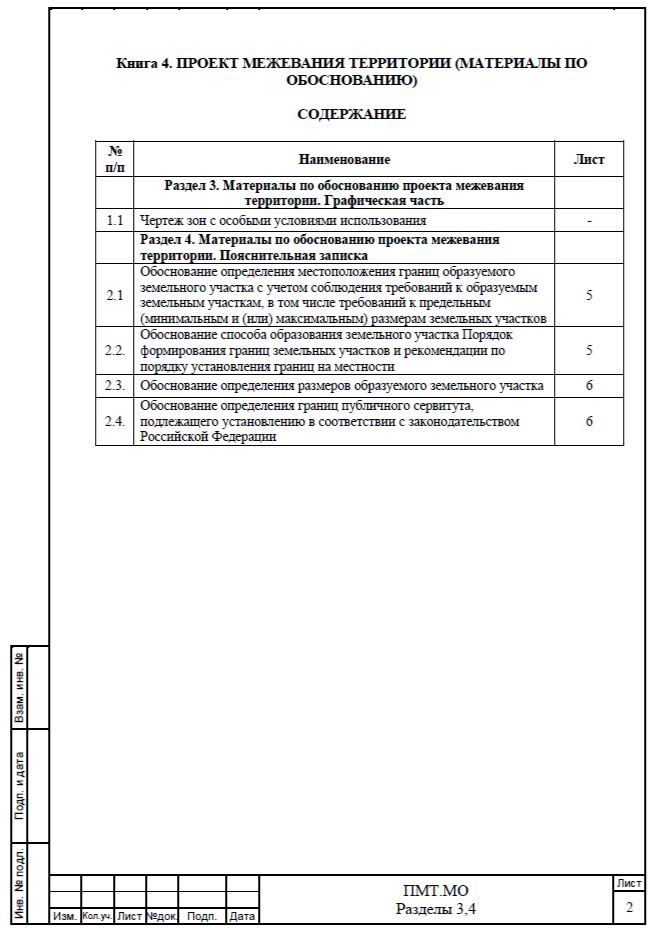 Книга 4. ПРОЕКТ МЕЖЕВАНИЯ ТЕРРИТОРИИ (МАТЕРИАЛЫ ПО
ОБОСНОВАНИЮ)
СОДЕРЖАНИЕ
№
п/п
Наименование
Лист
Раздел 3. Материалы по обоснованию проекта межевания
территории. Графическая часть
1.1 Чертеж зон с особыми условиями использования -
Раздел 4. Материалы по обоснованию проекта межевания
территории. Пояснительная записка
Обоснование определения местоположения границ образуемого
земельного участка с учетом соблюдения требований к образуемым
2.1
земельным участкам, в том числе требований к предельным
5
(минимальным и (или) максимальным) размерам земельных участков
Обоснование способа образования земельного участка Порядок
2.2. формирования границ земельных участков и рекомендации по 5
порядку установления границ на местности
2.3. Обоснование определения размеров образуемого земельного участка 6
Обоснование определения границ публичного сервитута,
2.4. подлежащего установлению в соответствии с законодательством 6
Российской Федерации
Взам. инв. №
Подп. и дата
Инв. № подл.
Изм. Кол.уч. Лист №док. Подп. Дата
ПМТ.МО
Разделы 3,4
Лист
2